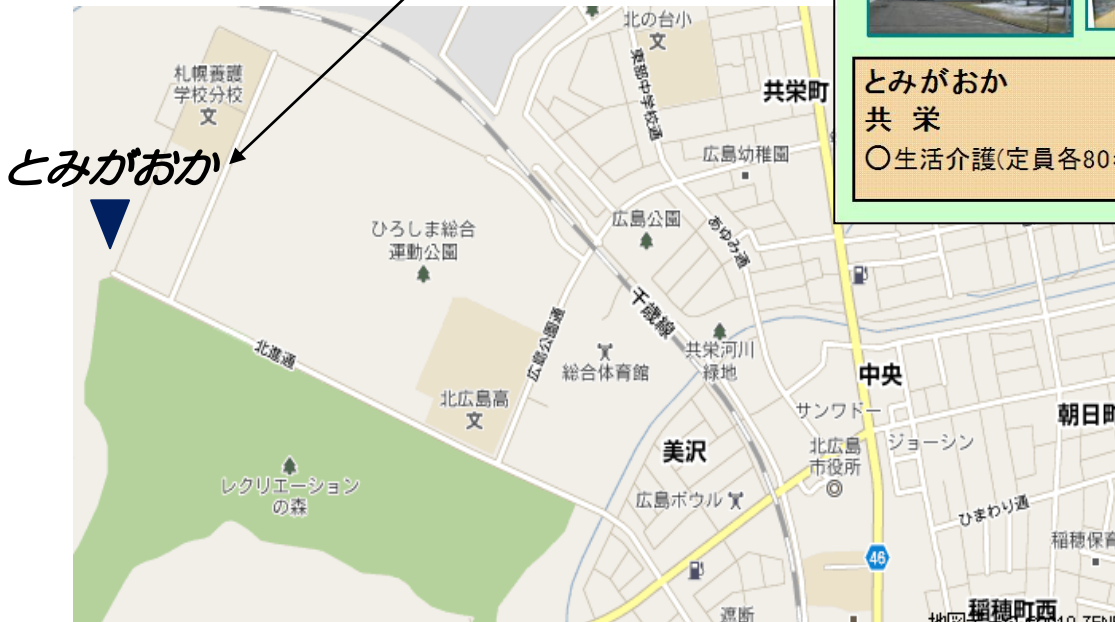 北の台小
文
東部中学校通
札幌養護
学校分校
文
共栄町
とみがおか
共 栄
〇生活介護(定員各80
とみがおか
広島幼稚園
ひろしま総合
運動公園
広島公園
あゆみ通
千歳線
北進通
広島公園通
総合体育館
共栄河川
緑地
中央
北広島高
文
サンワドー
朝日町
美沢
北広島
市役所
ジョーシン
レクリエーション
の森
広島ボウル
ひまわり通
稲穂保育
46
遮断
稲穂町西
地図